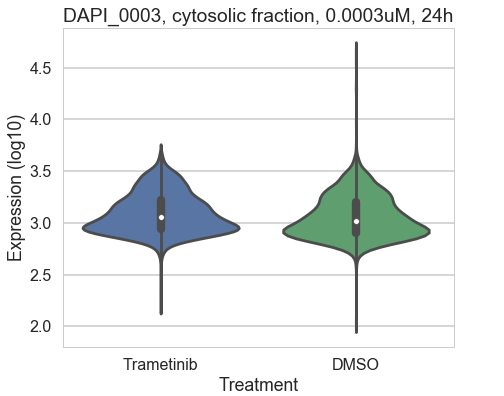 DAPI_0003, cytosolic fraction, 0.0003uM, 24h
Expression (log10)
4.5
4.0
3.5
3.0
2.5
2.0
Trametinib
DMSO
Treatment